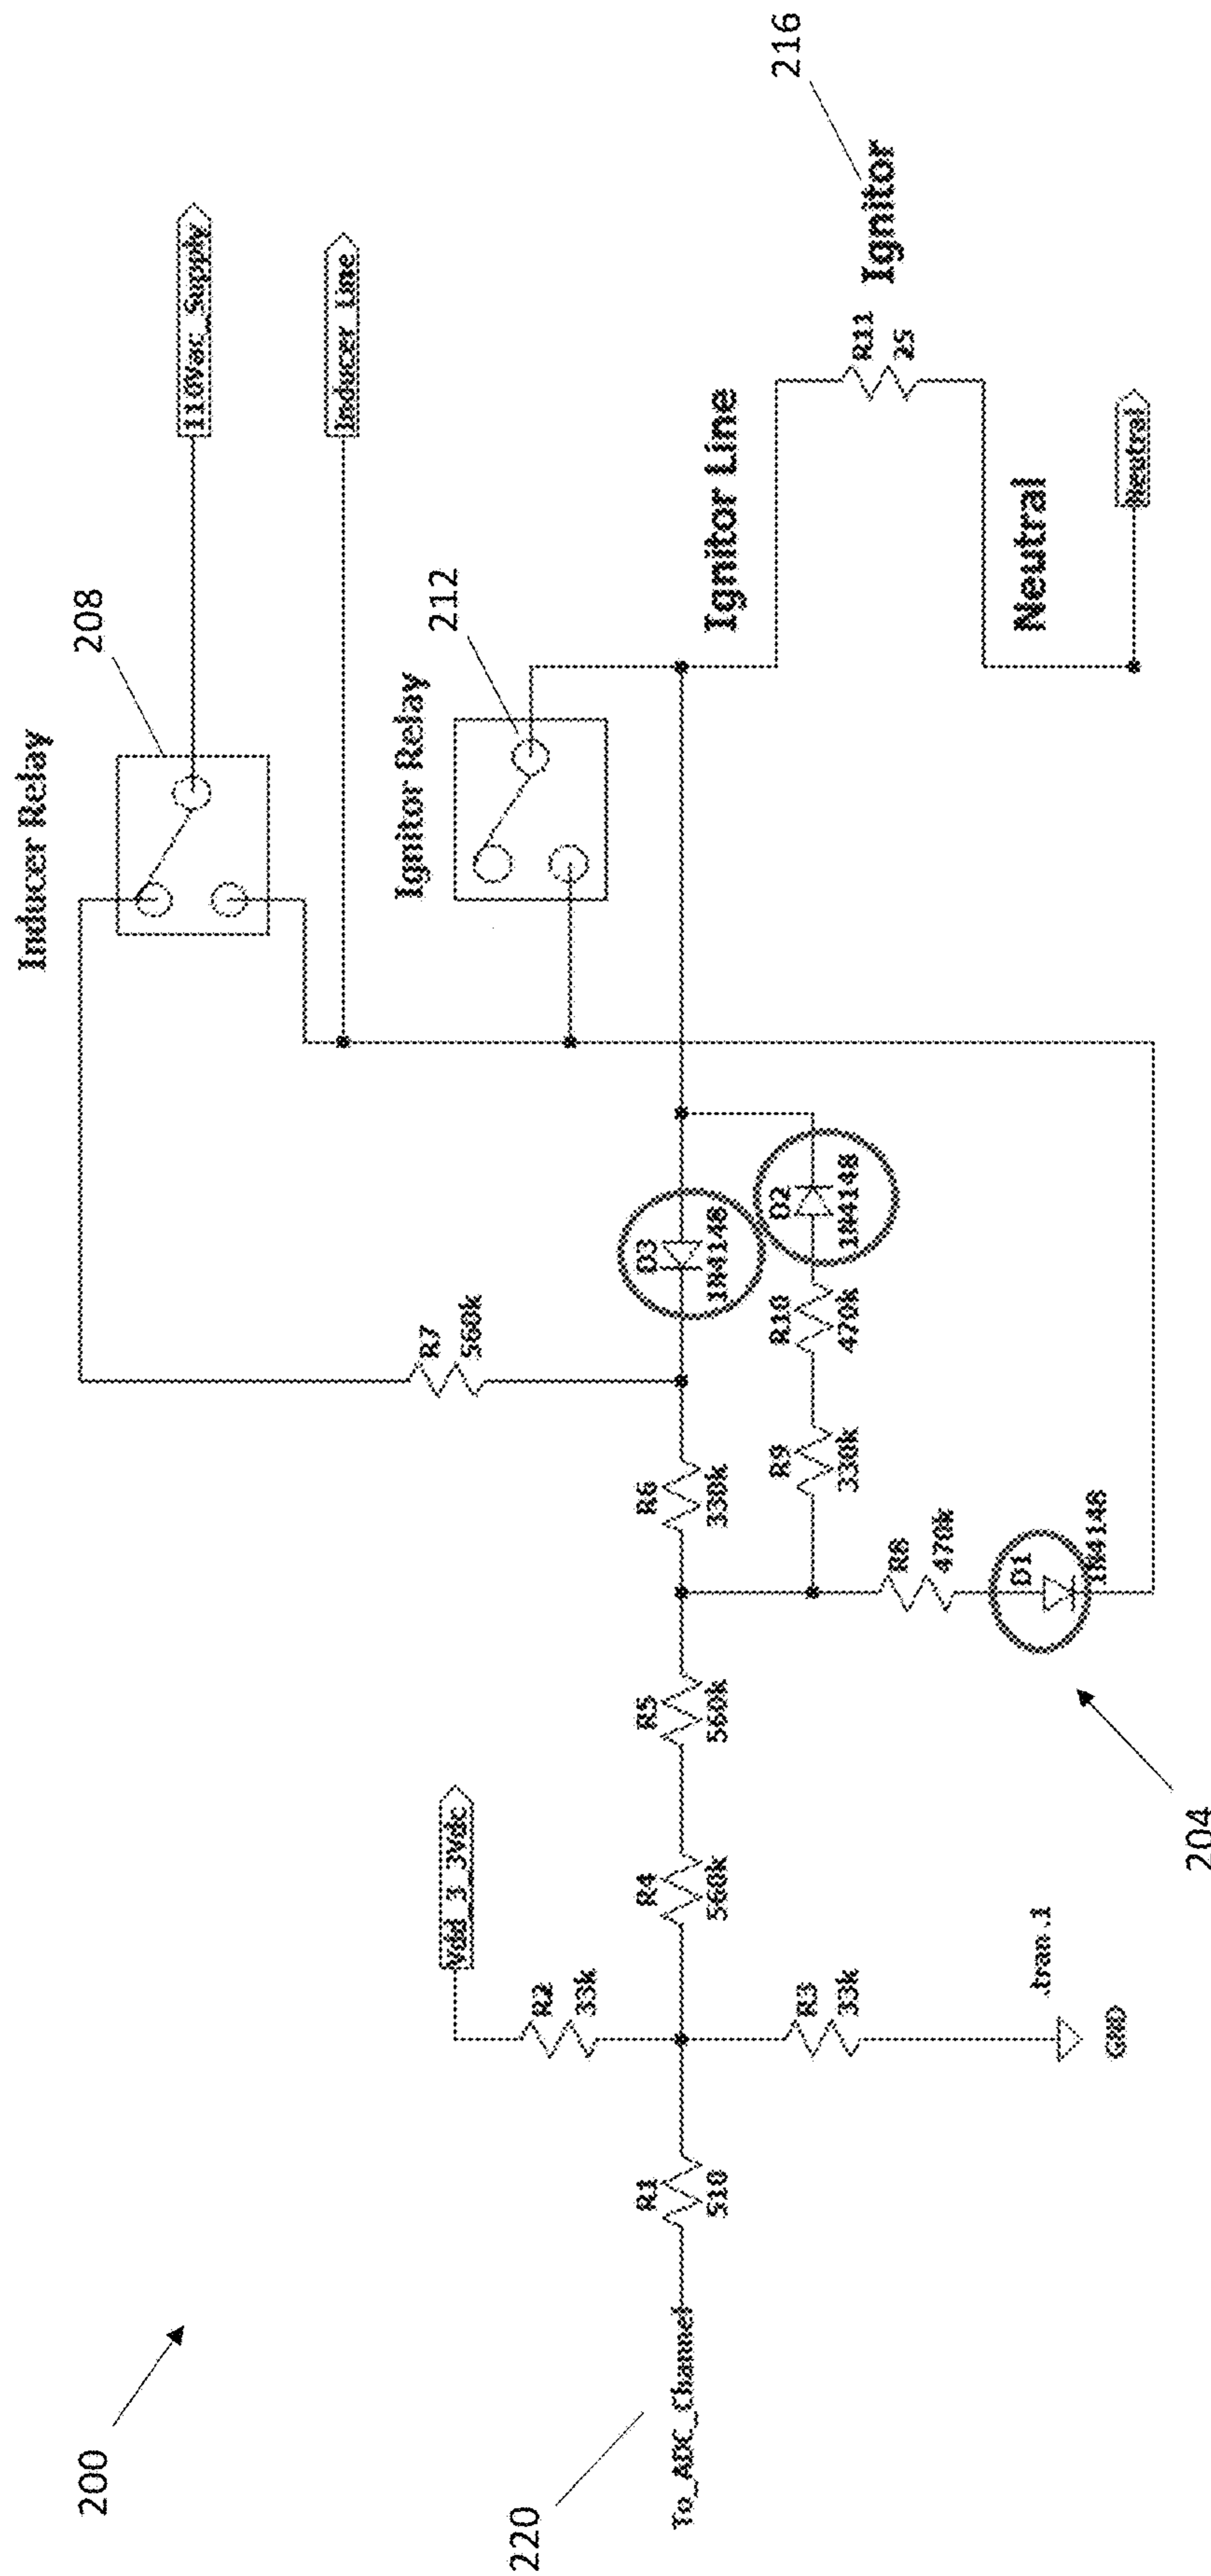 200
220
To_ADC_Channel
R1
510
Vdd_3_3Vdc
R2
33k
R3
33k
.tran .1
GND
R4
560k
R5
560k
204
R6
330k
R7
560k
R8
470k
D1
1N4148
R9
330k
R10
470k
D3
1N4148
D2
1N4148
Inducer Relay
208
110Vac_Supply
Inducer_Line
Ignitor Relay
212
Ignitor Line
Neutral
Neutral
R11
25
Ignitor
216